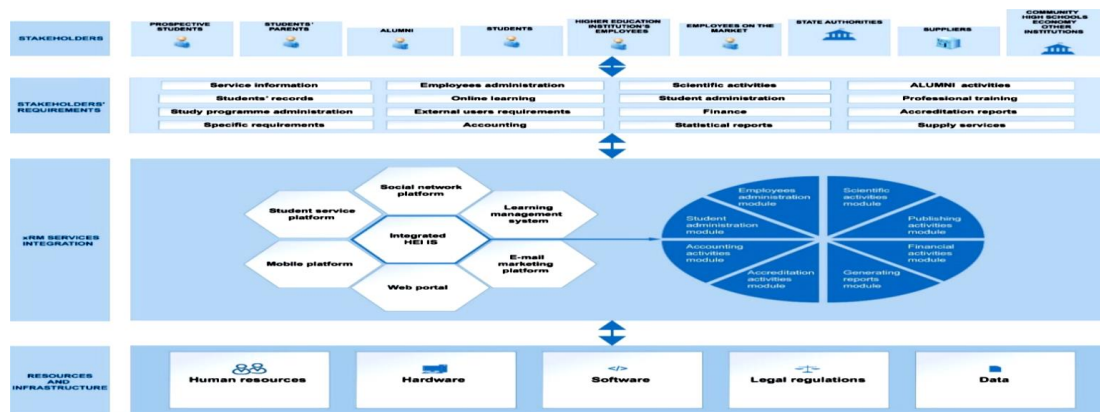 STAKEHOLDERS
PROSPECTIVE
STUDENTS
STUDENTS'
PARENTS
ALUMNI
STUDENTS
HIGHER EDUCATION
INSTITUTION'S
EMPLOYEES
EMPLOYEES ON THE
MARKET
STATE AUTHORITIES
SUPPLIERS
COMMUNITY
HIGH SCHOOLS
ECONOMY
OTHER
INSTITUTIONS
STAKEHOLDERS'
REQUIREMENTS
Service information
Employees administration
Scientific activities
ALUMNI activities
Students' records
Online learning
Student administration
Professional training
Study programme administration
External users requirements
Finance
Accreditation reports
Specific requirements
Accounting
Statistical reports
Supply services
xRM SERVICES
INTEGRATION
Social network
platform
Student service
platform
Learning
management
system
Integrated
HEI IS
Mobile platform
E-mail
marketing
platform
Web portal
Employees
administration
module
Scientific
activities
module
Student
administration
module
Publishing
activities
module
Accounting
activities
module
Financial
activities
module
Accreditation
activities
module
Generating
reports
module
RESOURCES
AND
INFRASTRUCTURE
Human resources
Hardware
</>
Software
Legal regulations
Data